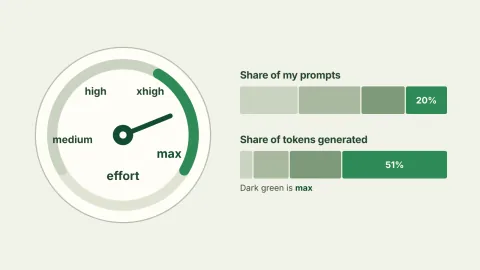 high
xhigh
medium
max
effort
Share of my prompts
20%
Share of tokens generated
51%
Dark green is max